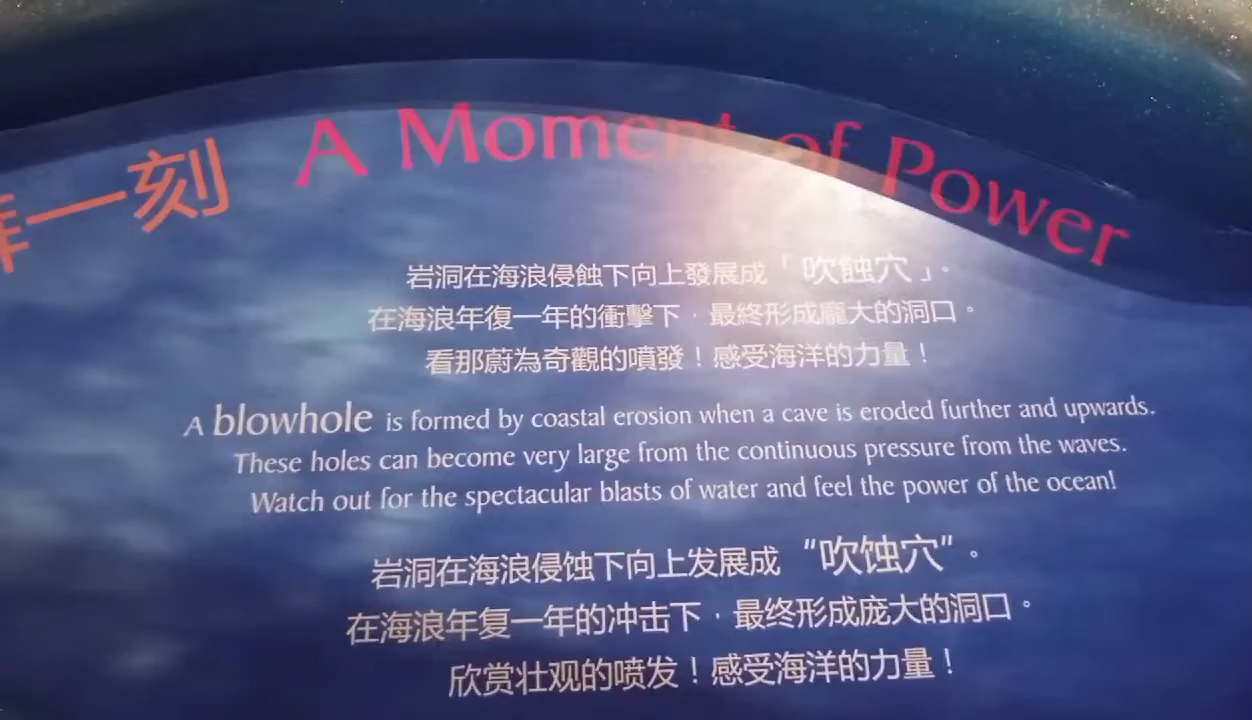 一刻 A Moment of Power
岩洞在海浪侵蝕下向上發展成「吹蝕穴」。
在海浪年復一年的衝擊下，最終形成龐大的洞口。
看那蔚為奇觀的噴發！感受海洋的力量！
A blowhole is formed by coastal erosion when a cave is eroded further and upwards.
These holes can become very large from the continuous pressure from the waves.
Watch out for the spectacular blasts of water and feel the power of the ocean!
岩洞在海浪侵蚀下向上发展成“吹蚀穴”。
在海浪年复一年的冲击下，最终形成庞大的洞口。
欣赏壮观的喷发！感受海洋的力量！